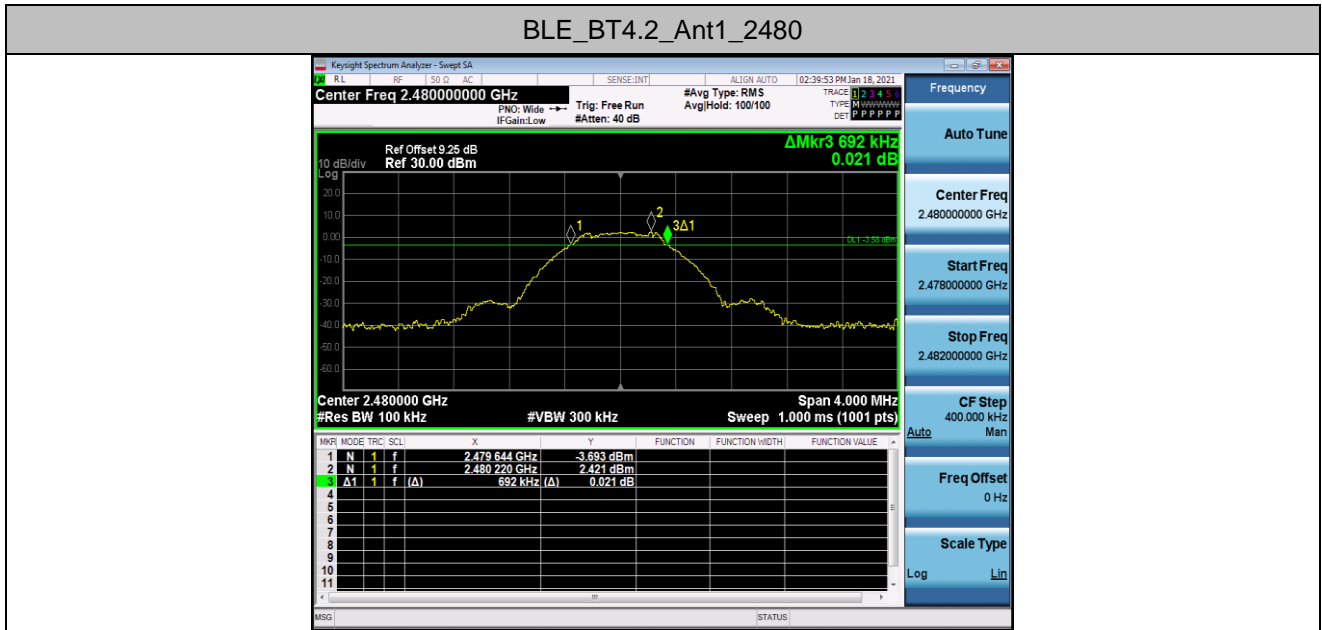 BLE_BT4.2_Ant1_2480
Keysight Spectrum Analyzer - Swept SA
RL RF 50 Ω AC SENSE:INT ALIGN AUTO 02:39:53 PM Jan 18, 2021
Center Freq 2.480000000 GHz
PNO: Wide
IFGain:Low
Trig: Free Run
#Atten: 40 dB
#Avg Type: RMS
Avg|Hold: 100/100
TRACE 1 2 3 4 5 6
TYPE M WWWWW
DET P P P P P P
Ref Offset 9.25 dB
10 dB/div Ref 30.00 dBm
Log
ΔMkr3 692 kHz
0.021 dB
20.0
10.0
0.00
-10.0
-20.0
-30.0
-40.0
-50.0
-60.0
1
2
3Δ1
DL1 -3.58 dBm
Center 2.480000 GHz Span 4.000 MHz
#Res BW 100 kHz #VBW 300 kHz Sweep 1.000 ms (1001 pts)
MKR MODE TRC SCL X Y FUNCTION FUNCTION WIDTH FUNCTION VALUE
1 N 1 f 2.479 644 GHz -3.693 dBm
2 N 1 f 2.480 220 GHz 2.421 dBm
3 Δ1 1 f (Δ) 692 kHz (Δ) 0.021 dB
4
5
6
7
8
9
10
11
MSG STATUS
Frequency
Auto Tune
Center Freq
2.480000000 GHz
Start Freq
2.478000000 GHz
Stop Freq
2.482000000 GHz
CF Step
400.000 kHz
Auto Man
Freq Offset
0 Hz
Scale Type
Log Lin